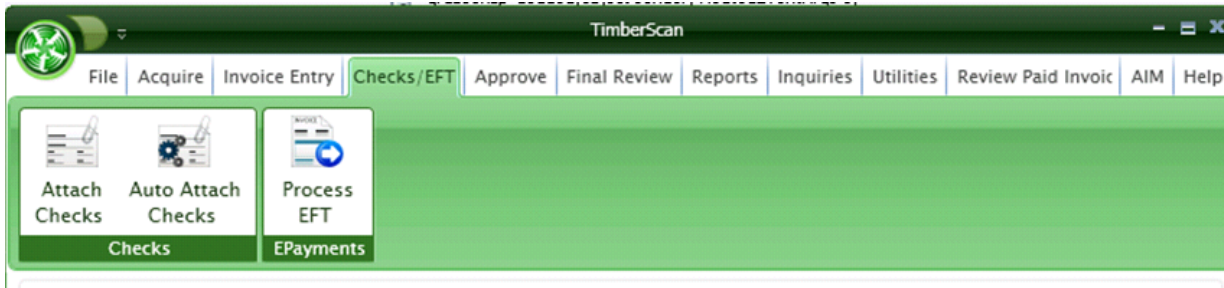 TimberScan
File Acquire Invoice Entry Checks/EFT Approve Final Review Reports Inquiries Utilities Review Paid Invoic AIM Help
INVOICE
Attach Checks
Auto Attach Checks
Process EFT
Checks
EPayments